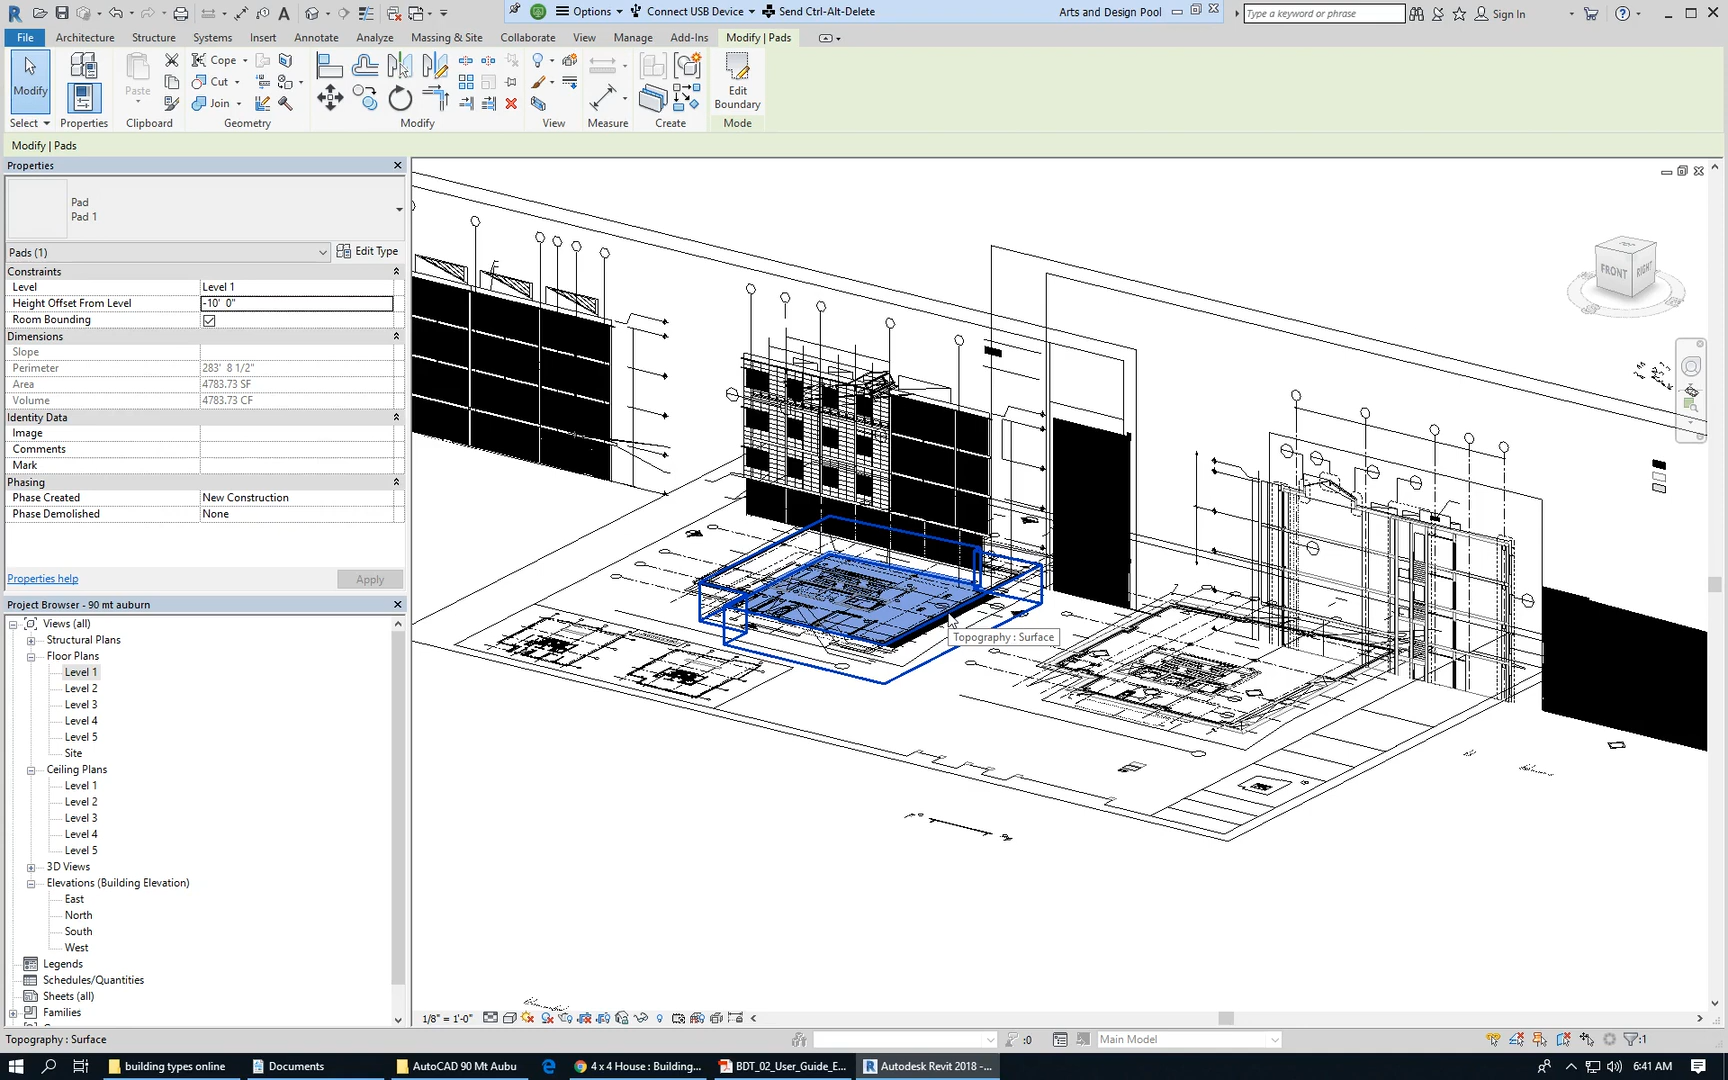 Options
Connect USB Device
Send Ctrl-Alt-Delete
Arts and Design Pool
Type a keyword or phrase
Sign In
File
Architecture
Structure
Systems
Insert
Annotate
Analyze
Massing & Site
Collaborate
View
Manage
Add-Ins
Modify | Pads
Modify
Paste
Cope
Cut
Join
Edit
Boundary
Select
Properties
Clipboard
Geometry
Modify
View
Measure
Create
Mode
Modify | Pads
Properties
Pad
Pad 1
Pads (1)
Edit Type
Constraints
Level
Level 1
Height Offset From Level
-10' 0"
Room Bounding
Dimensions
Slope
Perimeter
283' 8 1/2"
Area
4783.73 SF
Volume
4783.73 CF
Identity Data
Image
Comments
Mark
Phasing
Phase Created
New Construction
Phase Demolished
None
Properties help
Apply
Project Browser - 90 mt auburn
Views (all)
Structural Plans
Floor Plans
Level 1
Level 2
Level 3
Level 4
Level 5
Site
Ceiling Plans
Level 1
Level 2
Level 3
Level 4
Level 5
3D Views
Elevations (Building Elevation)
East
North
South
West
Legends
Schedules/Quantities
Sheets (all)
Families
TOP
FRONT
RIGHT
Topography : Surface
1/8" = 1'-0"
Topography : Surface
:0
Main Model
:1
building types online
Documents
AutoCAD 90 Mt Aubu
4 x 4 House : Building...
BDT_02_User_Guide_E...
Autodesk Revit 2018 -...
6:41 AM